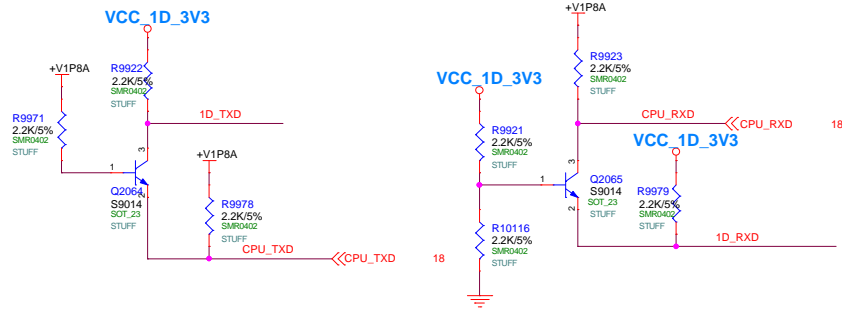 VCC_1D_3V3
+V1P8A
R9922
2.2K/5%
SMR0402
STUFF
+V1P8A
R9971
2.2K/5%
SMR0402
STUFF
1D_TXD
3
1
2
Q2064
S9014
SOT_23
STUFF
+V1P8A
R9978
2.2K/5%
SMR0402
STUFF
CPU_TXD
CPU_TXD
18
+V1P8A
R9923
2.2K/5%
SMR0402
STUFF
VCC_1D_3V3
R9921
2.2K/5%
SMR0402
STUFF
CPU_RXD
CPU_RXD
18
VCC_1D_3V3
3
1
2
Q2065
S9014
SOT_23
STUFF
R9979
2.2K/5%
SMR0402
STUFF
R10116
2.2K/5%
SMR0402
STUFF
1D_RXD